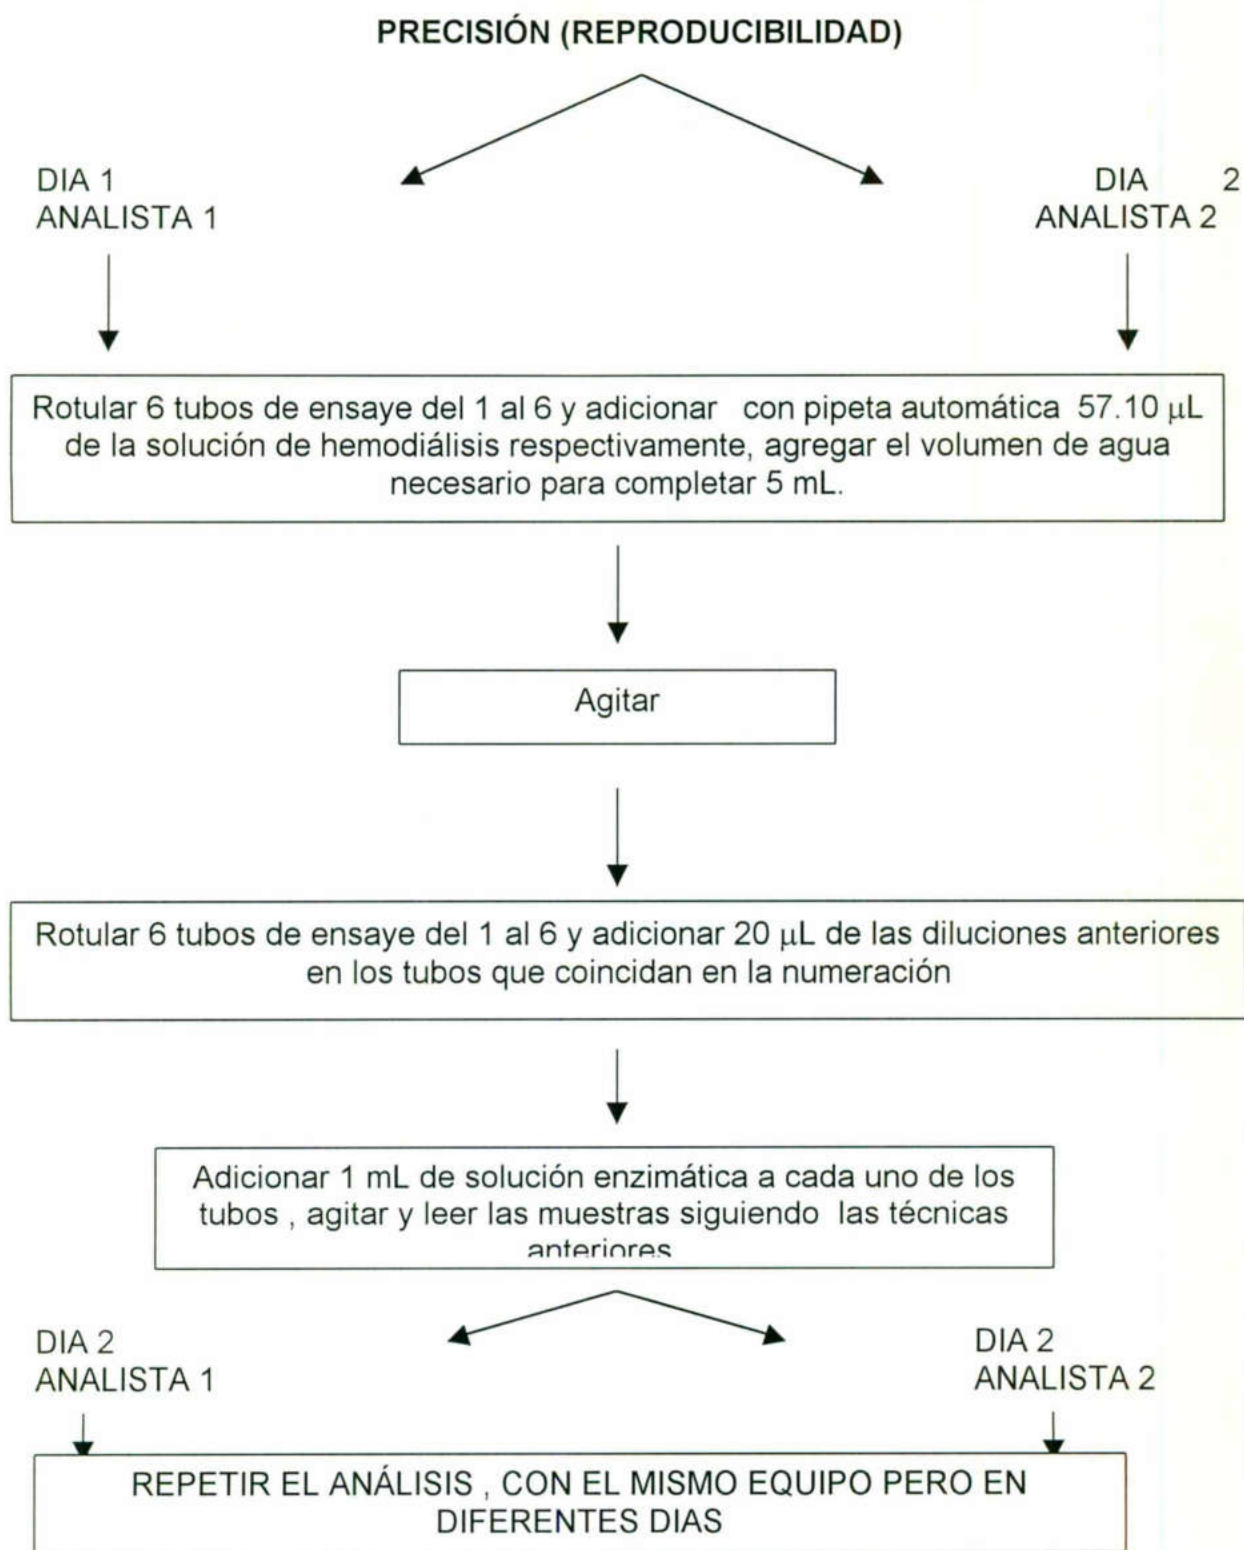 PRECISIÓN (REPRODUCIBILIDAD)
DIA 1
ANALISTA 1
DIA 2
ANALISTA 2
Rotular 6 tubos de ensaye del 1 al 6 y adicionar con pipeta automática 57.10 µL
de la solución de hemodiálisis respectivamente, agregar el volumen de agua
necesario para completar 5 mL.
Agitar
Rotular 6 tubos de ensaye del 1 al 6 y adicionar 20 µL de las diluciones anteriores
en los tubos que coincidan en la numeración
Adicionar 1 mL de solución enzimática a cada uno de los
tubos , agitar y leer las muestras siguiendo las técnicas
anteriores
DIA 2
ANALISTA 1
DIA 2
ANALISTA 2
REPETIR EL ANÁLISIS , CON EL MISMO EQUIPO PERO EN
DIFERENTES DIAS